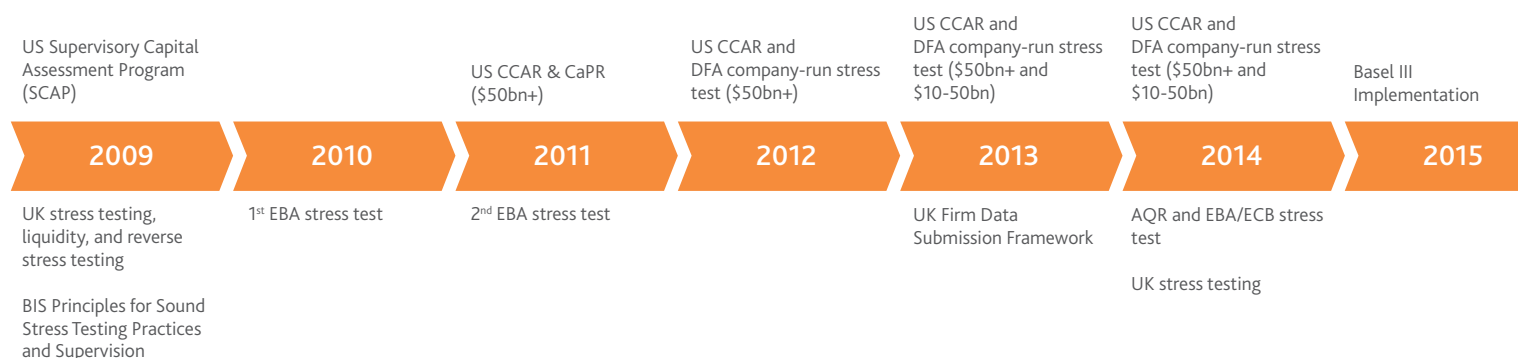 US Supervisory Capital
Assessment Program
(SCAP)
US CCAR & CaPR
($50bn+)
US CCAR and
DFA company-run stress
test ($50bn+)
US CCAR and
DFA company-run stress
test ($50bn+ and
$10-50bn)
US CCAR and
DFA company-run stress
test ($50bn+ and
$10-50bn)
Basel III
Implementation
2009
2010
2011
2012
2013
2014
2015
UK stress testing,
liquidity, and reverse
stress testing
BIS Principles for Sound
Stress Testing Practices
and Supervision
1st EBA stress test
2nd EBA stress test
UK Firm Data
Submission Framework
AQR and EBA/ECB stress
test
UK stress testing